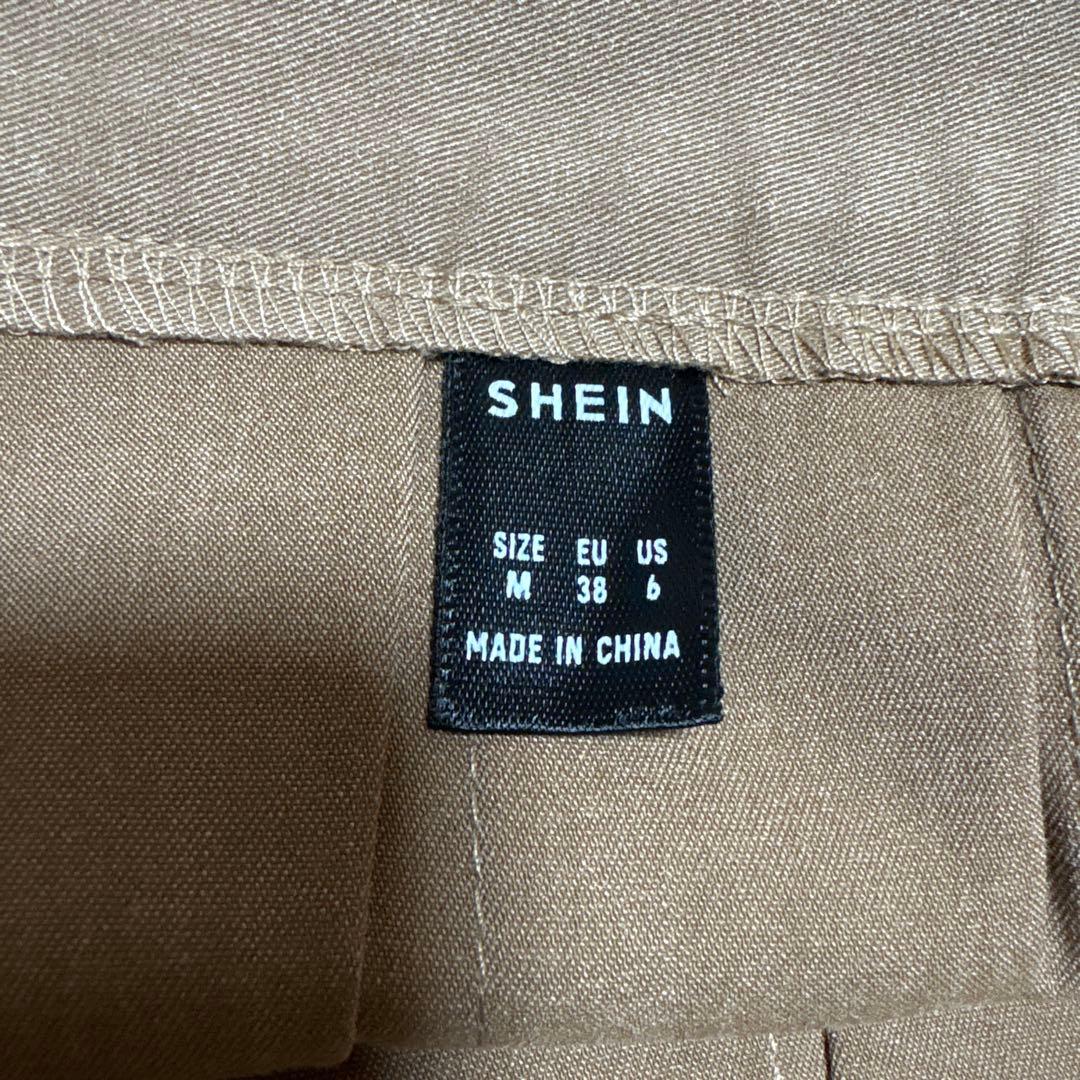 SHEIN
SIZE EU US
M 38 6
MADE IN CHINA